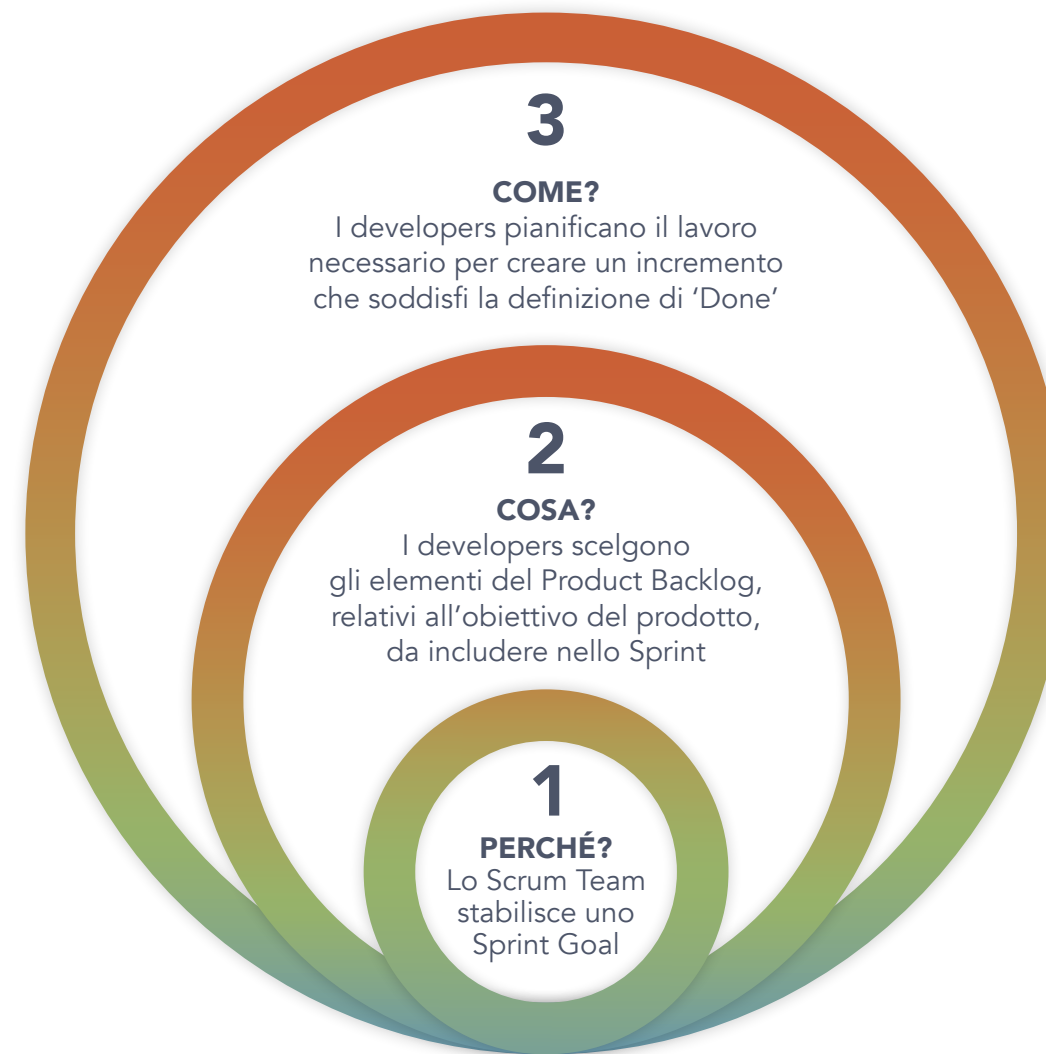 3
COME?
I developers pianificano il lavoro
necessario per creare un incremento
che soddisfi la definizione di ‘Done’
2
COSA?
I developers scelgono
gli elementi del Product Backlog,
relativi all’obiettivo del prodotto,
da includere nello Sprint
1
PERCHÉ?
Lo Scrum Team
stabilisce uno
Sprint Goal